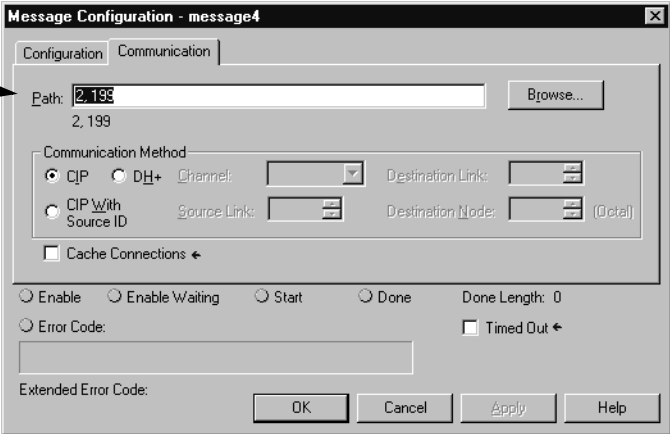 Message Configuration - message4
Configuration Communication
Path: 2, 199 Browse...
2, 199
Communication Method
CIP DH+ Channel: Destination Link:
CIP With Source ID Source Link: Destination Node: (Octal)
Cache Connections ←
Enable Enable Waiting Start Done Done Length: 0
Error Code: Timed Out ←
Extended Error Code:
OK Cancel Apply Help